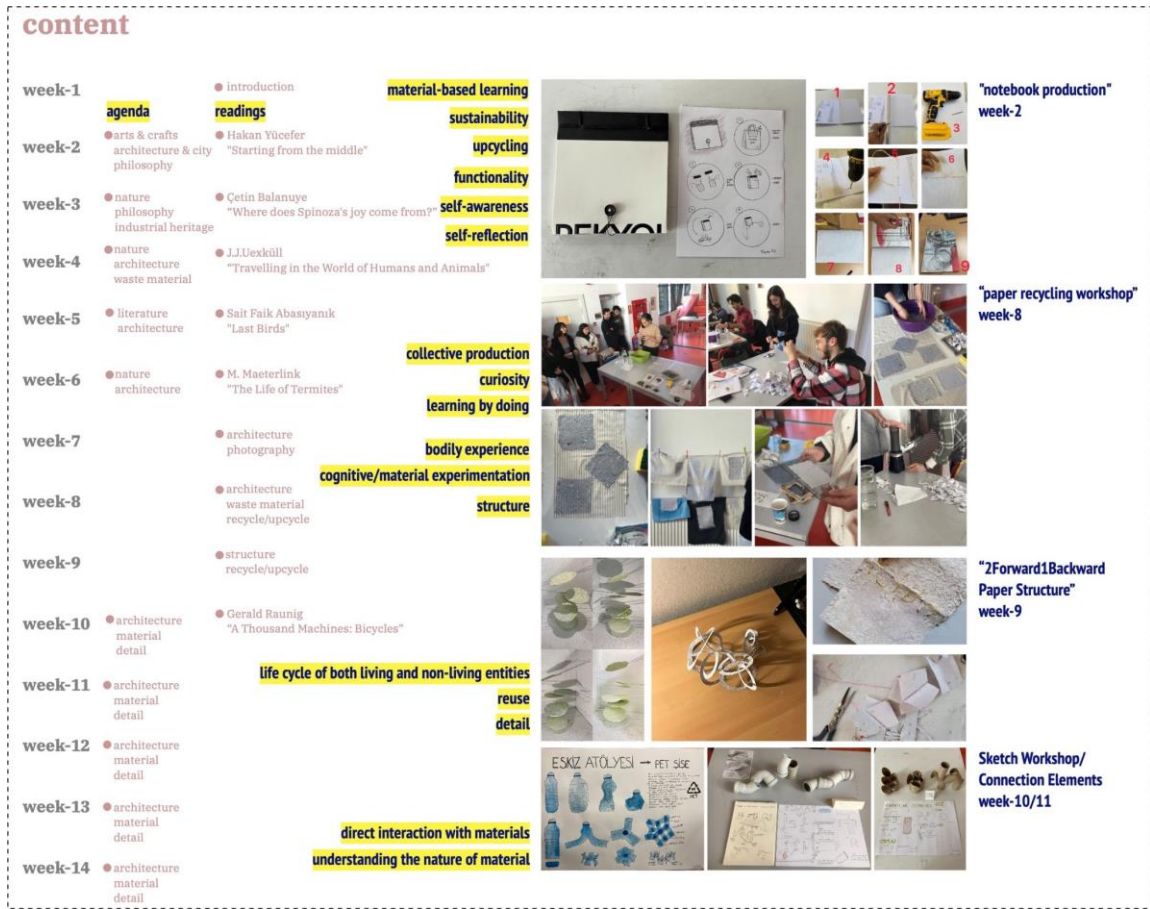 content
week-1
introduction
agenda
readings
week-2
arts & crafts
architecture & city
philosophy
Hakan Yücefer
"Starting from the middle"
week-3
nature
philosophy
industrial heritage
Çetin Balanuye
"Where does Spinoza's joy come from?"
week-4
nature
architecture
waste material
J.J.Uexküll
"Travelling in the World of Humans and Animals"
week-5
literature
architecture
Sait Faik Abasıyanık
"Last Birds"
week-6
nature
architecture
M. Maeterlink
"The Life of Termites"
week-7
architecture
photography
week-8
architecture
waste material
recycle/upcycle
week-9
structure
recycle/upcycle
week-10
architecture
material
detail
Gerald Raunig
"A Thousand Machines: Bicycles"
week-11
architecture
material
detail
week-12
architecture
material
detail
week-13
architecture
material
detail
week-14
architecture
material
detail
material-based learning
sustainability
upcycling
functionality
self-awareness
self-reflection
collective production
curiosity
learning by doing
bodily experience
cognitive/material experimentation
structure
life cycle of both living and non-living entities
reuse
detail
direct interaction with materials
understanding the nature of material
1
2
3
4
5
6
7
8
9
"notebook production"
week-2
"paper recycling workshop"
week-8
"2Forward1Backward
Paper Structure"
week-9
ESKIZ ATÖLYESI → PET ŞİŞE
Sketch Workshop/
Connection Elements
week-10/11